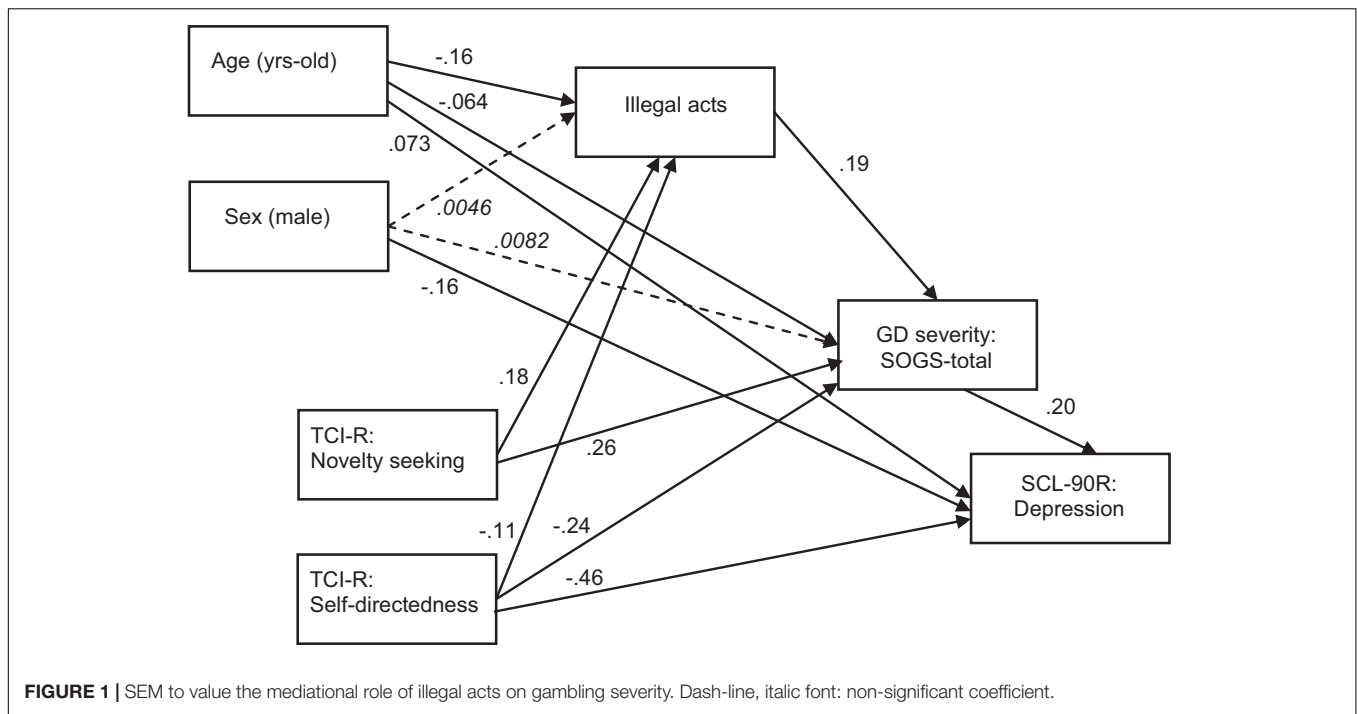 Age (yrs-old)
-.16
Illegal acts
-.064
.073
.19
Sex (male)
.0046
.0082
-.16
GD severity:
SOGS-total
.18
.20
TCI-R:
Novelty seeking
.26
SCL-90R:
Depression
-.11
-.24
TCI-R:
Self-directedness
-.46
FIGURE 1 | SEM to value the mediational role of illegal acts on gambling severity. Dash-line, italic font: non-significant coefficient.